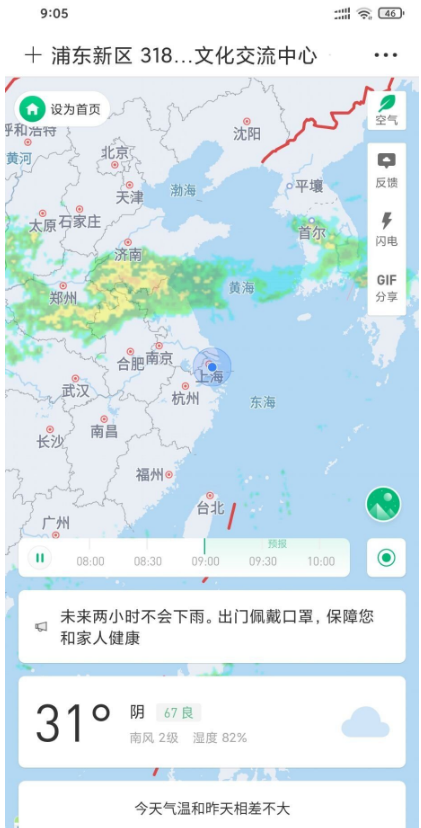 9:05
46
浦东新区 318...文化交流中心
设为首页
空气
沈阳
呼和浩特
北京
黄河
反馈
平壤
天津
渤海
太原
石家庄
首尔
闪电
济南
GIF
黄海
分享
郑州
南京
合肥
上海
武汉
杭州
东海
长沙
南昌
福州
台北
广州
预报
08:00
08:30
09:00
09:30
10:00
未来两小时不会下雨。出门佩戴口罩，保障您
和家人健康
31°
阴
67 良
南风 2级
湿度 82%
今天气温和昨天相差不大